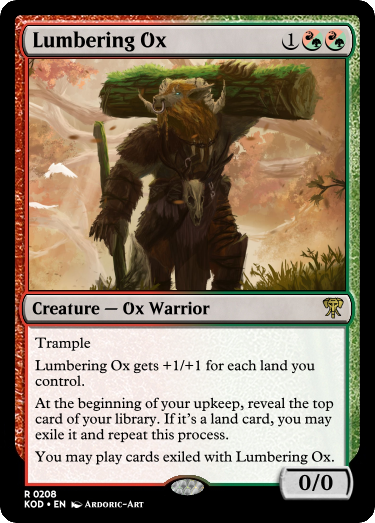 Lumbering Ox 1
Creature — Ox Warrior
Trample
Lumbering Ox gets +1/+1 for each land you
control.
At the beginning of your upkeep, reveal the top
card of your library. If it's a land card, you may
exile it and repeat this process.
You may play cards exiled with Lumbering Ox.
0/0
R 0208
KOD • EN Ardoric-Art